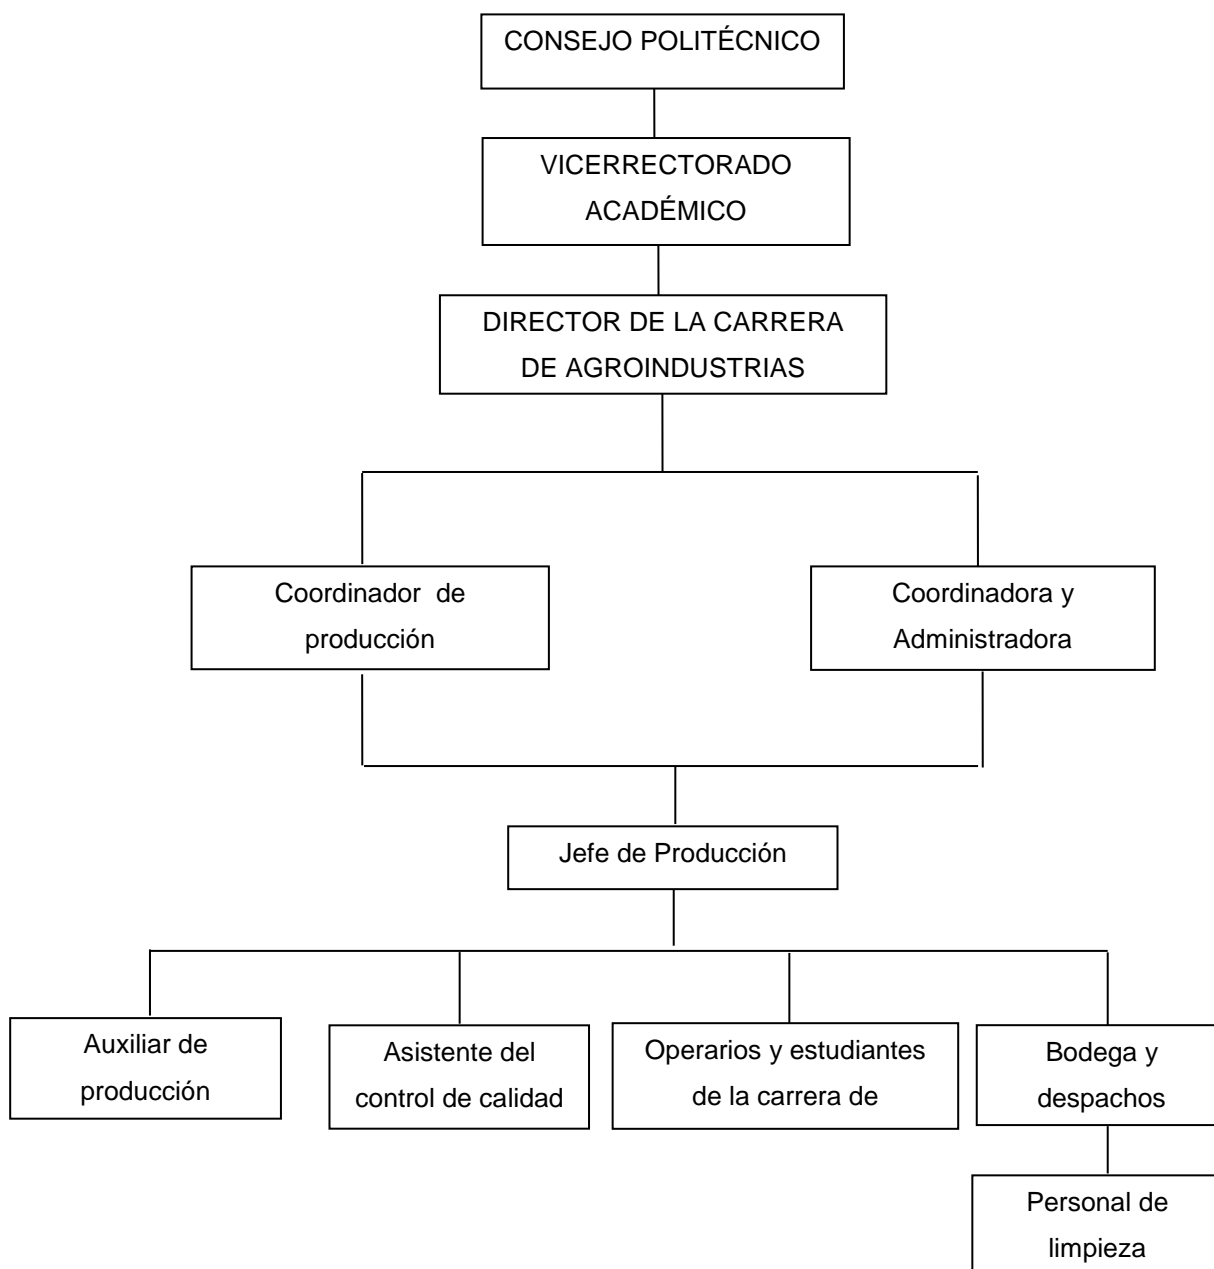 CONSEJO POLITÉCNICO
VICERRECTORADO
ACADÉMICO
DIRECTOR DE LA CARRERA
DE AGROINDUSTRIAS
Coordinador de
producción
Coordinadora y
Administradora
Jefe de Producción
Auxiliar de
producción
Asistente del
control de calidad
Operarios y estudiantes
de la carrera de
Bodega y
despachos
Personal de
limpieza